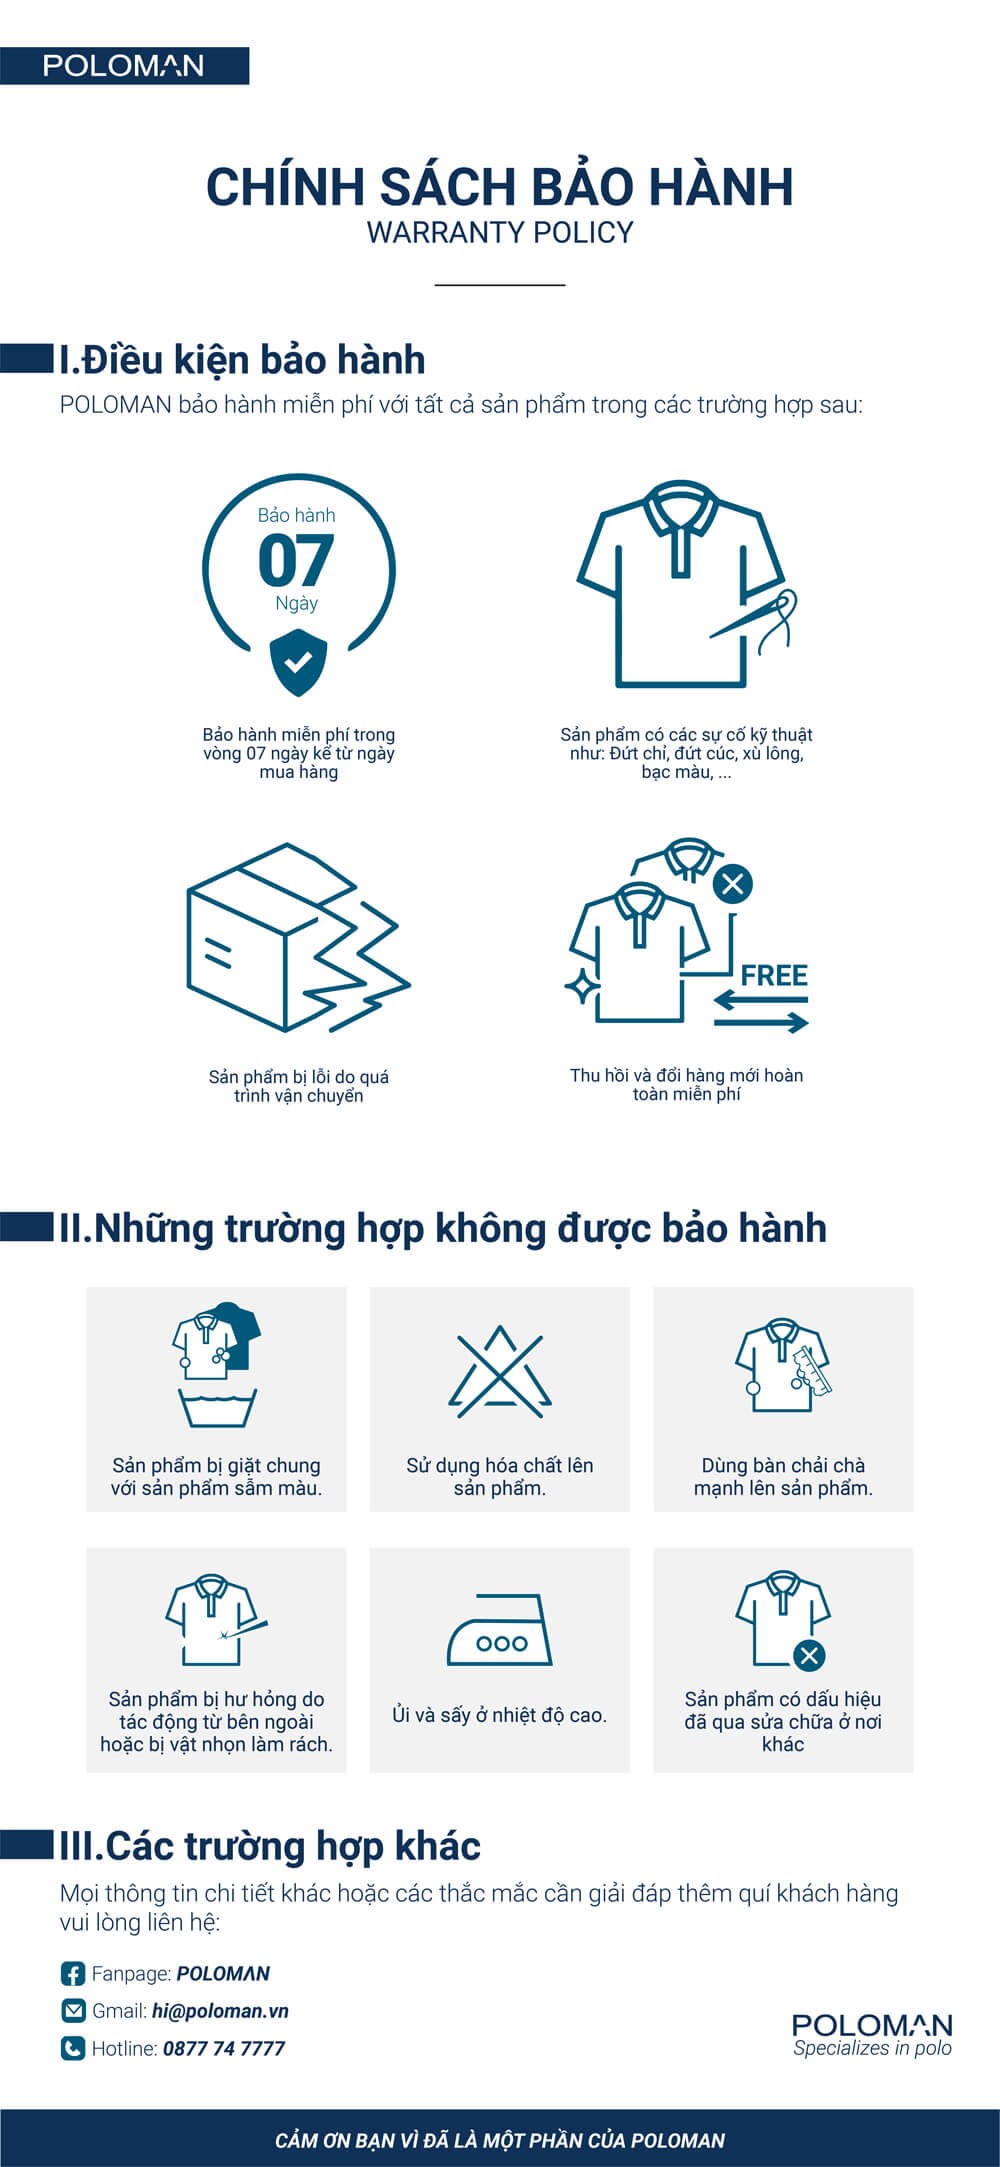 POLOMAN
CHÍNH SÁCH BẢO HÀNH
WARRANTY POLICY
I.Điều kiện bảo hành
POLOMAN bảo hành miễn phí với tất cả sản phẩm trong các trường hợp sau:
Bảo hành
07
Ngày
Bảo hành miễn phí trong
vòng 07 ngày kể từ ngày
mua hàng
Sản phẩm có các sự cố kỹ thuật
như: Đứt chỉ, đứt cúc, xù lông,
bạc màu, ...
Sản phẩm bị lỗi do quá
trình vận chuyển
FREE
Thu hồi và đổi hàng mới hoàn
toàn miễn phí
II.Những trường hợp không được bảo hành
Sản phẩm bị giặt chung
với sản phẩm sẫm màu.
Sử dụng hóa chất lên
sản phẩm.
Dùng bàn chải chà
mạnh lên sản phẩm.
Sản phẩm bị hư hỏng do
tác động từ bên ngoài
hoặc bị vật nhọn làm rách.
Ủi và sấy ở nhiệt độ cao.
Sản phẩm có dấu hiệu
đã qua sửa chữa ở nơi
khác
III.Các trường hợp khác
Mọi thông tin chi tiết khác hoặc các thắc mắc cần giải đáp thêm quí khách hàng
vui lòng liên hệ:
Fanpage: POLOMAN
Gmail: hi@poloman.vn
Hotline: 0877 74 7777
POLOMAN
Specializes in polo
CẢM ƠN BẠN VÌ ĐÃ LÀ MỘT PHẦN CỦA POLOMAN